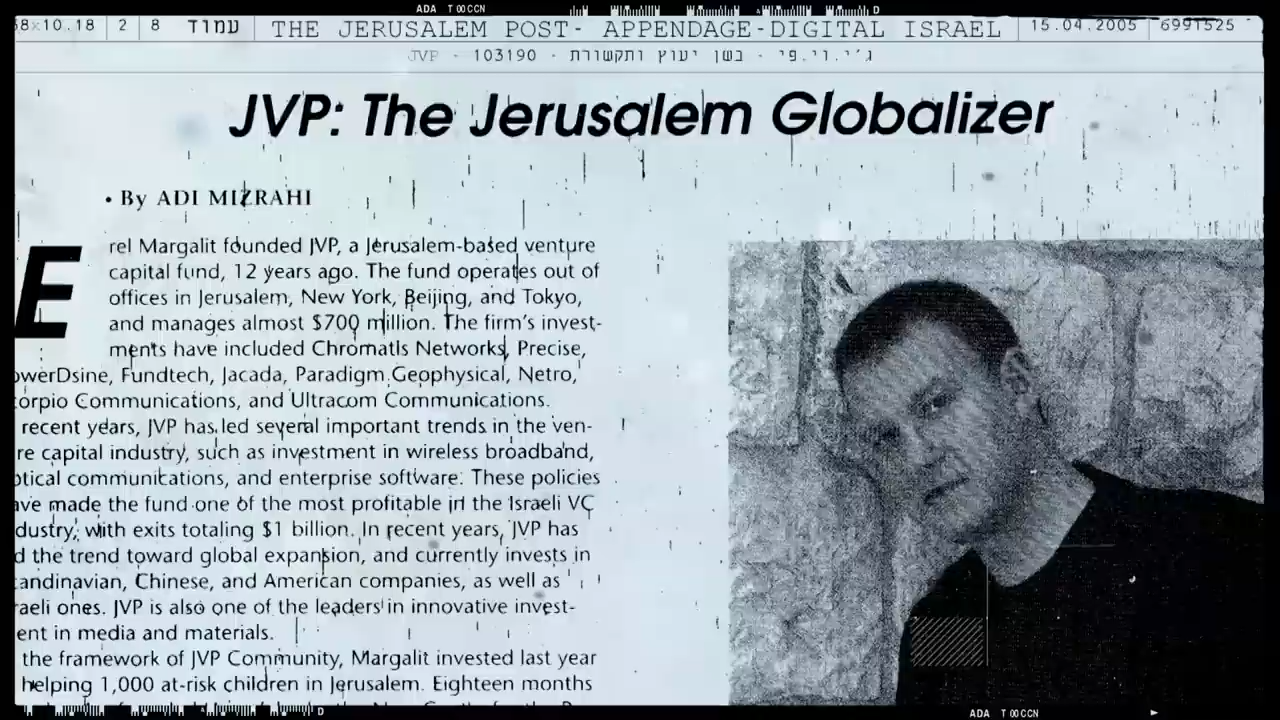 ADA T 00 CCN
58x10.18 2 8 עמוד THE JERUSALEM POST- APPENDAGE-DIGITAL ISRAEL 15.04.2005 6991525
ג'י.וי.פי - בשן יעוץ ותקשורת - 103190 - JVP
JVP: The Jerusalem Globalizer
• By ADI MIZRAHI
Erel Margalit founded JVP, a Jerusalem-based venture
capital fund, 12 years ago. The fund operates out of
offices in Jerusalem, New York, Beijing, and Tokyo,
and manages almost $700 million. The firm's invest-
ments have included ChromatIs Networks, Precise,
owerDsine, Fundtech, Jacada, Paradigm Geophysical, Netro,
corpio Communications, and Ultracom Communications.
recent years, JVP has led several important trends in the ven-
re capital industry, such as investment in wireless broadband,
ptical communications, and enterprise software. These policies
ave made the fund one of the most profitable in the Israeli VC
dustry, with exits totaling $1 billion. In recent years, JVP has
d the trend toward global expansion, and currently invests in
candinavian, Chinese, and American companies, as well as
raeli ones. JVP is also one of the leaders in innovative invest-
ent in media and materials.
the framework of JVP Community, Margalit invested last year
helping 1,000 at-risk children in Jerusalem. Eighteen months
ADA T 00 CCN